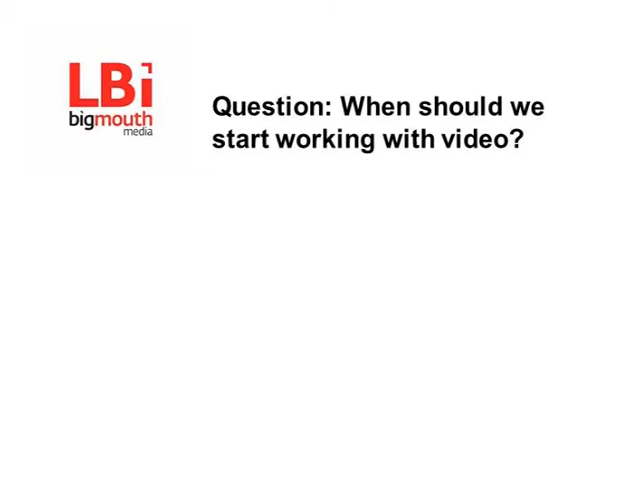 LBi
bigmouth
media
Question: When should we
start working with video?